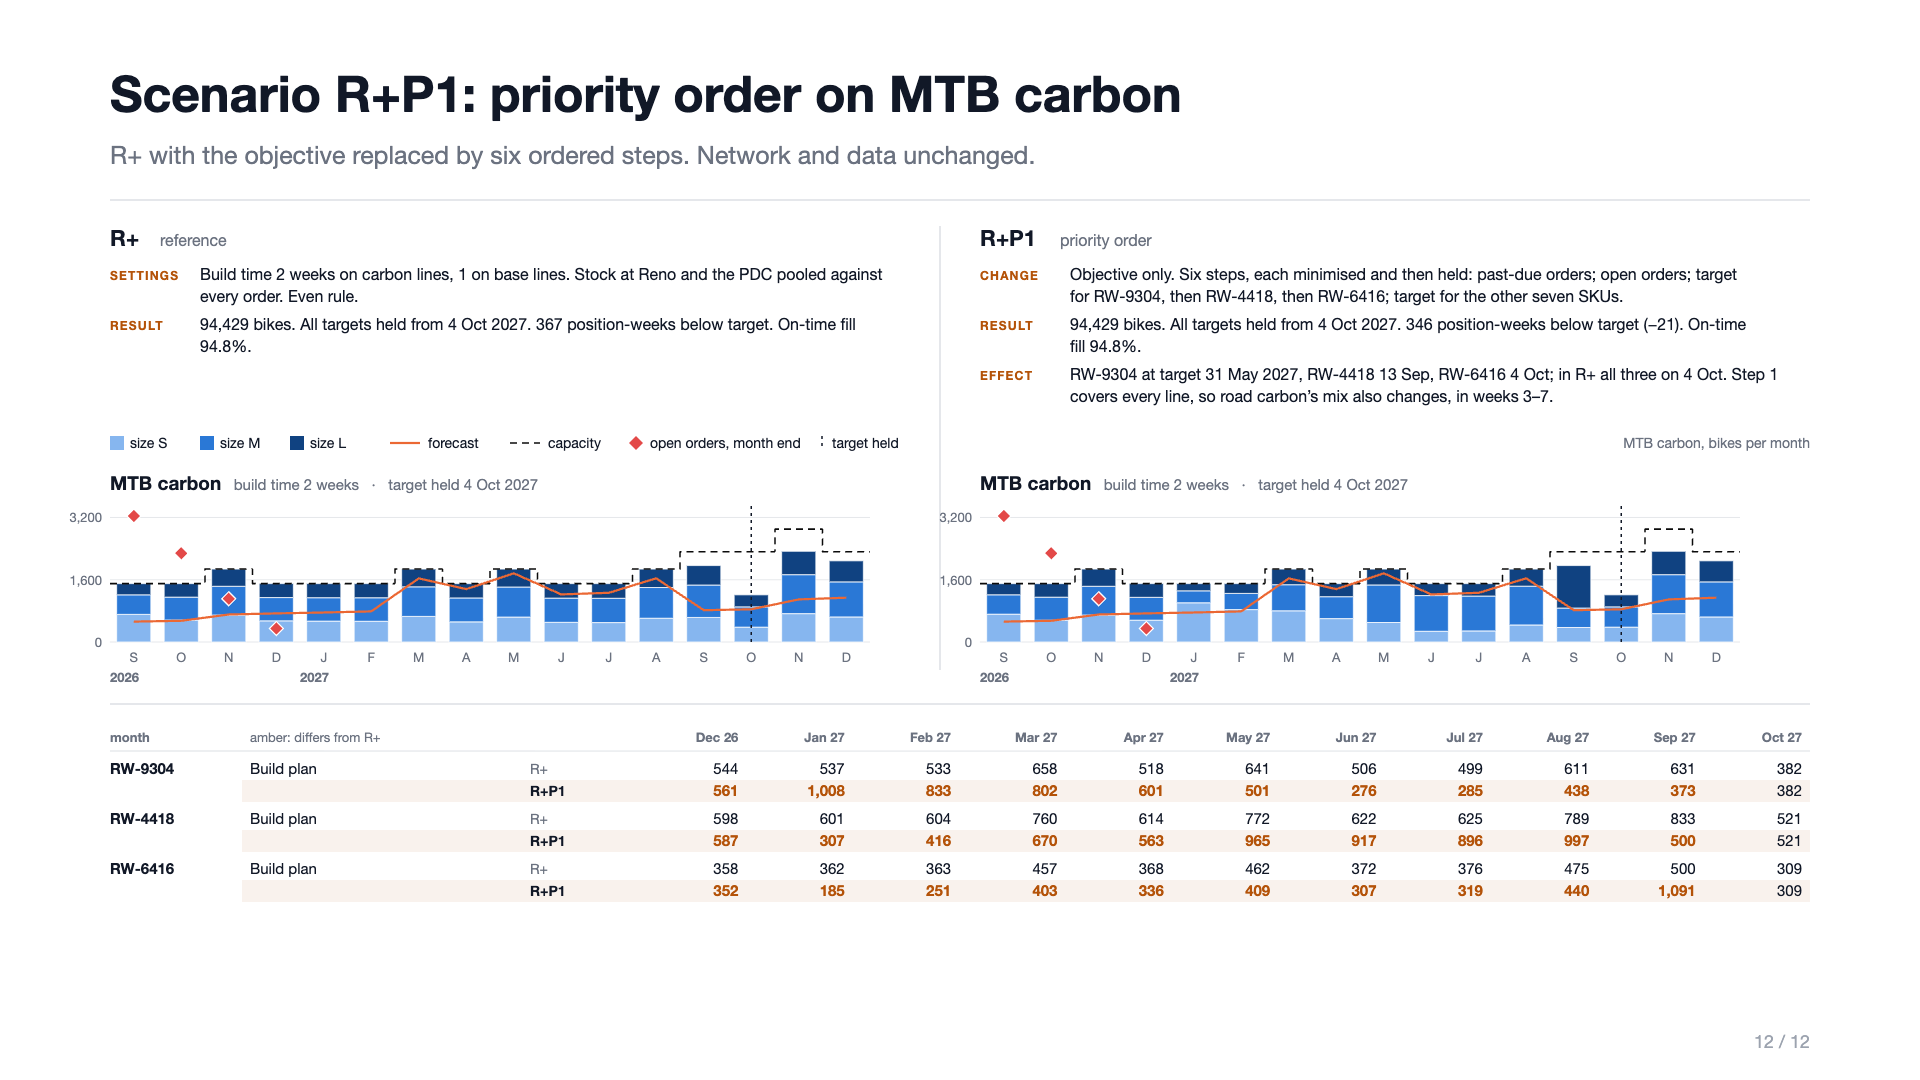 Scenario R+P1: priority order on MTB carbon
R+ with the objective replaced by six ordered steps. Network and data unchanged.
R+ reference
SETTINGS Build time 2 weeks on carbon lines, 1 on base lines. Stock at Reno and the PDC pooled against
every order. Even rule.
RESULT 94,429 bikes. All targets held from 4 Oct 2027. 367 position-weeks below target. On-time fill
94.8%.
R+P1 priority order
CHANGE Objective only. Six steps, each minimised and then held: past-due orders; open orders; target
for RW-9304, then RW-4418, then RW-6416; target for the other seven SKUs.
RESULT 94,429 bikes. All targets held from 4 Oct 2027. 346 position-weeks below target (−21). On-time
fill 94.8%.
EFFECT RW-9304 at target 31 May 2027, RW-4418 13 Sep, RW-6416 4 Oct; in R+ all three on 4 Oct. Step 1
covers every line, so road carbon’s mix also changes, in weeks 3–7.
size S size M size L forecast capacity open orders, month end target held
MTB carbon, bikes per month
MTB carbon build time 2 weeks · target held 4 Oct 2027
3,200
1,600
0
S O N D J F M A M J J A S O N D
2026 2027
MTB carbon build time 2 weeks · target held 4 Oct 2027
3,200
1,600
0
S O N D J F M A M J J A S O N D
2026 2027
month amber: differs from R+ Dec 26 Jan 27 Feb 27 Mar 27 Apr 27 May 27 Jun 27 Jul 27 Aug 27 Sep 27 Oct 27
RW-9304 Build plan R+ 544 537 533 658 518 641 506 499 611 631 382
R+P1 561 1,008 833 802 601 501 276 285 438 373 382
RW-4418 Build plan R+ 598 601 604 760 614 772 622 625 789 833 521
R+P1 587 307 416 670 563 965 917 896 997 500 521
RW-6416 Build plan R+ 358 362 363 457 368 462 372 376 475 500 309
R+P1 352 185 251 403 336 409 307 319 440 1,091 309
12 / 12